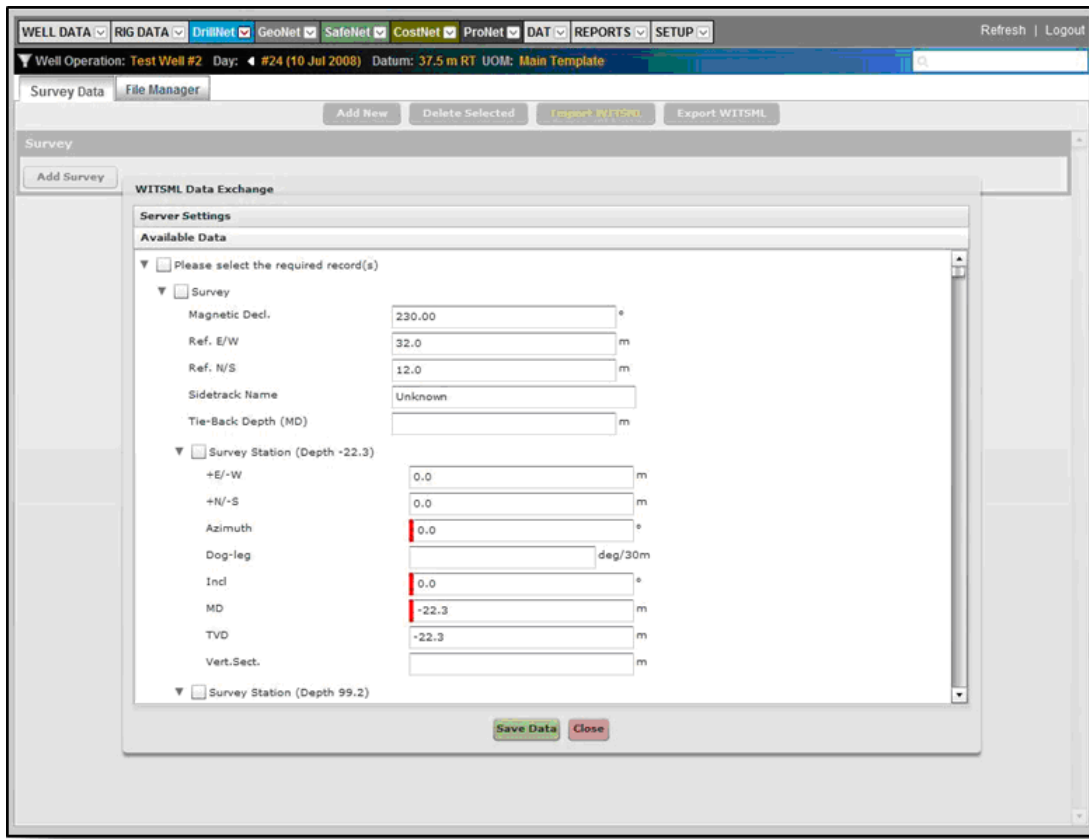 WELL DATA RIG DATA DrillNet GeoNet SafeNet CostNet ProNet DAT REPORTS SETUP Refresh | Logout
Well Operation: Test Well #2 Day: #24 (10 Jul 2008) Datum: 37.5 m RT UOM: Main Template
Survey Data File Manager
Add New Delete Selected Import WITSML Export WITSML
Survey
Add Survey
WITSML Data Exchange
Server Settings
Available Data
Please select the required record(s)
Survey
Magnetic Decl. 230.00 °
Ref. E/W 32.0 m
Ref. N/S 12.0 m
Sidetrack Name Unknown
Tie-Back Depth (MD) m
Survey Station (Depth -22.3)
+E/-W 0.0 m
+N/-S 0.0 m
Azimuth 0.0 °
Dog-leg deg/30m
Incl 0.0 °
MD -22.3 m
TVD -22.3 m
Vert.Sect. m
Survey Station (Depth 99.2)
Save Data Close